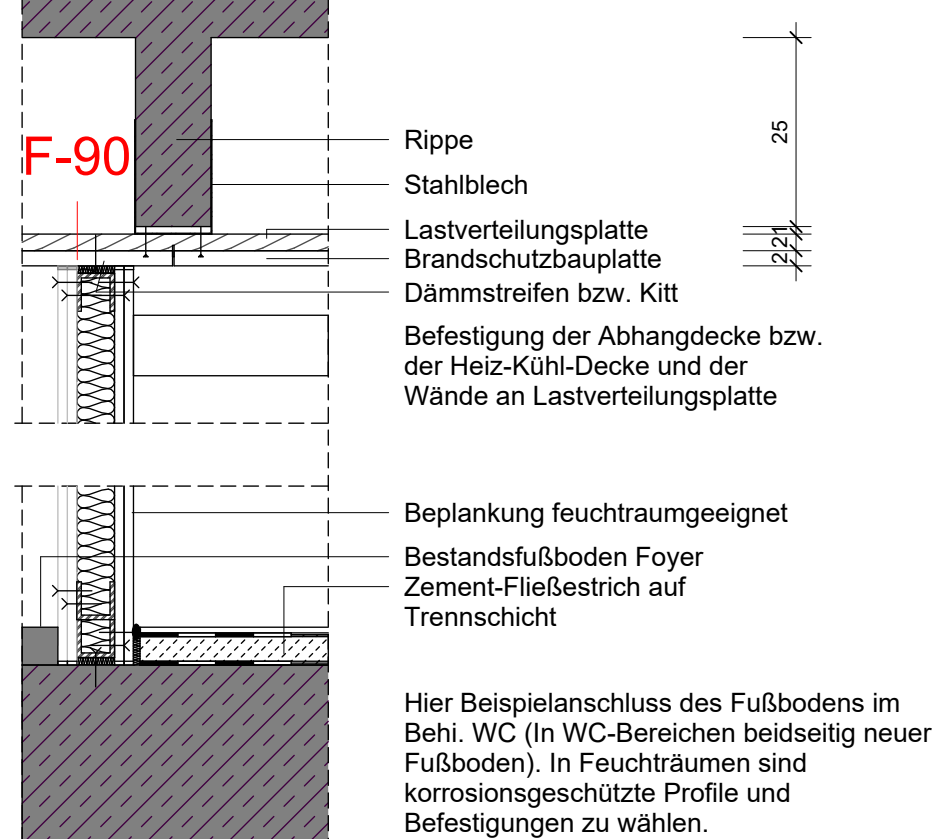 25
F-90
Rippe
Stahlblech
Lastverteilungsplatte
Brandschutzbauplatte
2 2 1
Dämmstreifen bzw. Kitt
Befestigung der Abhangdecke bzw.
der Heiz-Kühl-Decke und der
Wände an Lastverteilungsplatte
Beplankung feuchtraumgeeignet
Bestandsfußboden Foyer
Zement-Fließestrich auf
Trennschicht
Hier Beispielanschluss des Fußbodens im
Behi. WC (In WC-Bereichen beidseitig neuer
Fußboden). In Feuchträumen sind
korrosionsgeschützte Profile und
Befestigungen zu wählen.